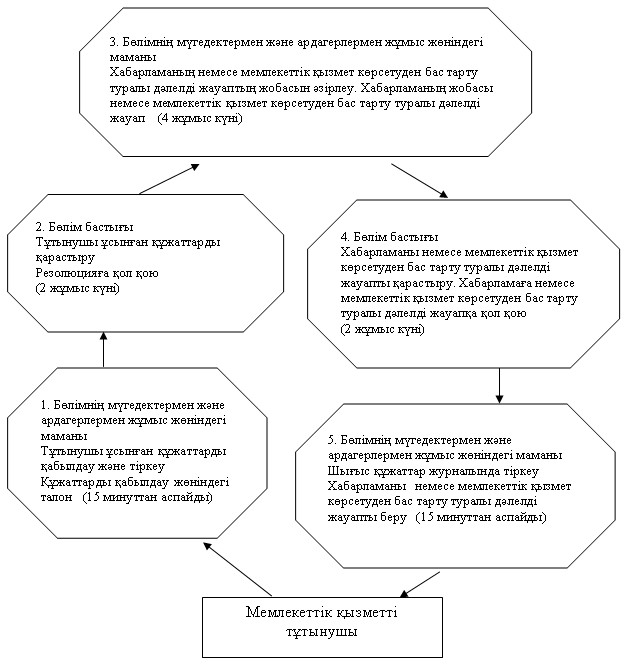 3. Бөлімнің мүгедектермен және ардагерлермен жұмыс жөніндегі
маманы
Хабарламаның немесе мемлекеттік қызмет көрсетуден бас тарту
туралы дәлелді жауаптың жобасын әзірлеу. Хабарламаның жобасы
немесе мемлекеттік қызмет көрсетуден бас тарту туралы дәлелді
жауап (4 жұмыс күні)
2. Бөлім бастығы
Тұтынушы ұсынған құжаттарды
қарастыру
Резолюцияға қол қою
(2 жұмыс күні)
4. Бөлім бастығы
Хабарламаны немесе мемлекеттік қызмет
көрсетуден бас тарту туралы дәлелді
жауапты қарастыру. Хабарламаға немесе
мемлекеттік қызмет көрсетуден бас тарту
туралы дәлелді жауапқа қол қою
(2 жұмыс күні)
1. Бөлімнің мүгедектермен және
ардагерлермен жұмыс жөніндегі
маманы
Тұтынушы ұсынған құжаттарды
қабылдау және тіркеу
Құжаттарды қабылдау жөніндегі
талон (15 минуттан аспайды)
5. Бөлімнің мүгедектермен және
ардагерлермен жұмыс жөніндегі маманы
Шығыс құжаттар журналында тіркеу
Хабарламаны немесе мемлекеттік қызмет
көрсетуден бас тарту туралы дәлелді
жауапты беру (15 минуттан аспайды)
Мемлекеттік қызметті
тұтынушы